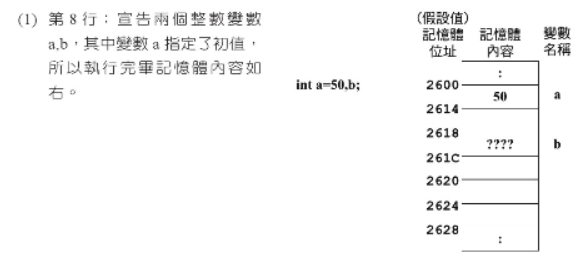 (1) 第 8 行：宣告兩個整數變數
a,b，其中變數 a 指定了初值，
所以執行完畢記憶體內容如
右。
int a=50,b;
(假設值)
記憶體 記憶體 變數
位址 內容 名稱
:
2600
50 a
2614
2618
???? b
261C
2620
2624
2628
: